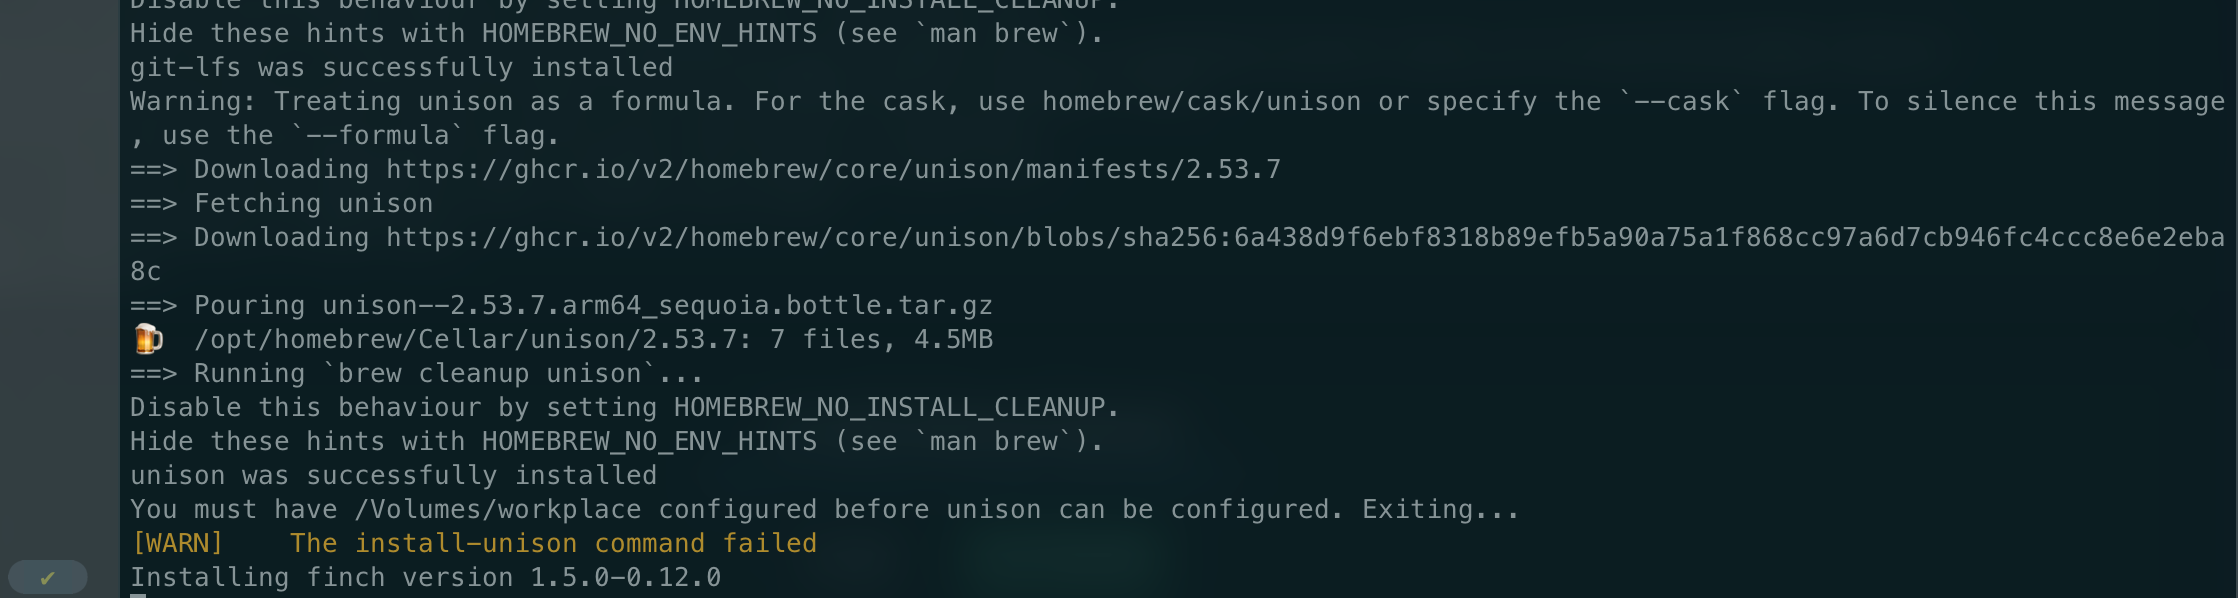 Disable this behaviour by setting HOMEBREW_NO_INSTALL_CLEANUP.
Hide these hints with HOMEBREW_NO_ENV_HINTS (see `man brew`).
git-lfs was successfully installed
Warning: Treating unison as a formula. For the cask, use homebrew/cask/unison or specify the `--cask` flag. To silence this message
, use the `--formula` flag.
==> Downloading https://ghcr.io/v2/homebrew/core/unison/manifests/2.53.7
==> Fetching unison
==> Downloading https://ghcr.io/v2/homebrew/core/unison/blobs/sha256:6a438d9f6ebf8318b89efb5a90a75a1f868cc97a6d7cb946fc4ccc8e6e2eba
8c
==> Pouring unison--2.53.7.arm64_sequoia.bottle.tar.gz
🍺  /opt/homebrew/Cellar/unison/2.53.7: 7 files, 4.5MB
==> Running `brew cleanup unison`...
Disable this behaviour by setting HOMEBREW_NO_INSTALL_CLEANUP.
Hide these hints with HOMEBREW_NO_ENV_HINTS (see `man brew`).
unison was successfully installed
You must have /Volumes/workplace configured before unison can be configured. Exiting...
[WARN]    The install-unison command failed
Installing finch version 1.5.0-0.12.0